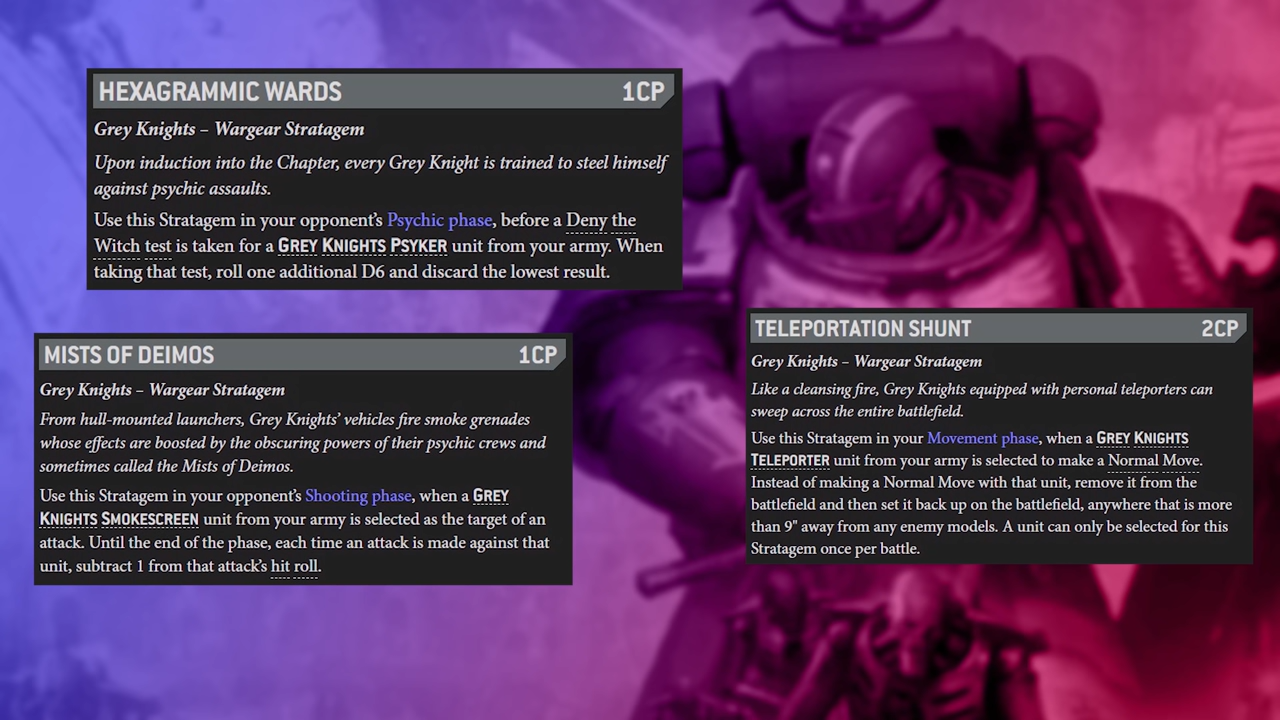 HEXAGRAMMIC WARDS 1CP
Grey Knights – Wargear Stratagem
Upon induction into the Chapter, every Grey Knight is trained to steel himself
against psychic assaults.
Use this Stratagem in your opponent's Psychic phase, before a Deny the
Witch test is taken for a GREY KNIGHTS PSYKER unit from your army. When
taking that test, roll one additional D6 and discard the lowest result.
MISTS OF DEIMOS 1CP
Grey Knights – Wargear Stratagem
From hull-mounted launchers, Grey Knights' vehicles fire smoke grenades
whose effects are boosted by the obscuring powers of their psychic crews and
sometimes called the Mists of Deimos.
Use this Stratagem in your opponent's Shooting phase, when a GREY
KNIGHTS SMOKESCREEN unit from your army is selected as the target of an
attack. Until the end of the phase, each time an attack is made against that
unit, subtract 1 from that attack's hit roll.
TELEPORTATION SHUNT 2CP
Grey Knights – Wargear Stratagem
Like a cleansing fire, Grey Knights equipped with personal teleporters can
sweep across the entire battlefield.
Use this Stratagem in your Movement phase, when a GREY KNIGHTS
TELEPORTER unit from your army is selected to make a Normal Move.
Instead of making a Normal Move with that unit, remove it from the
battlefield and then set it back up on the battlefield, anywhere that is more
than 9" away from any enemy models. A unit can only be selected for this
Stratagem once per battle.